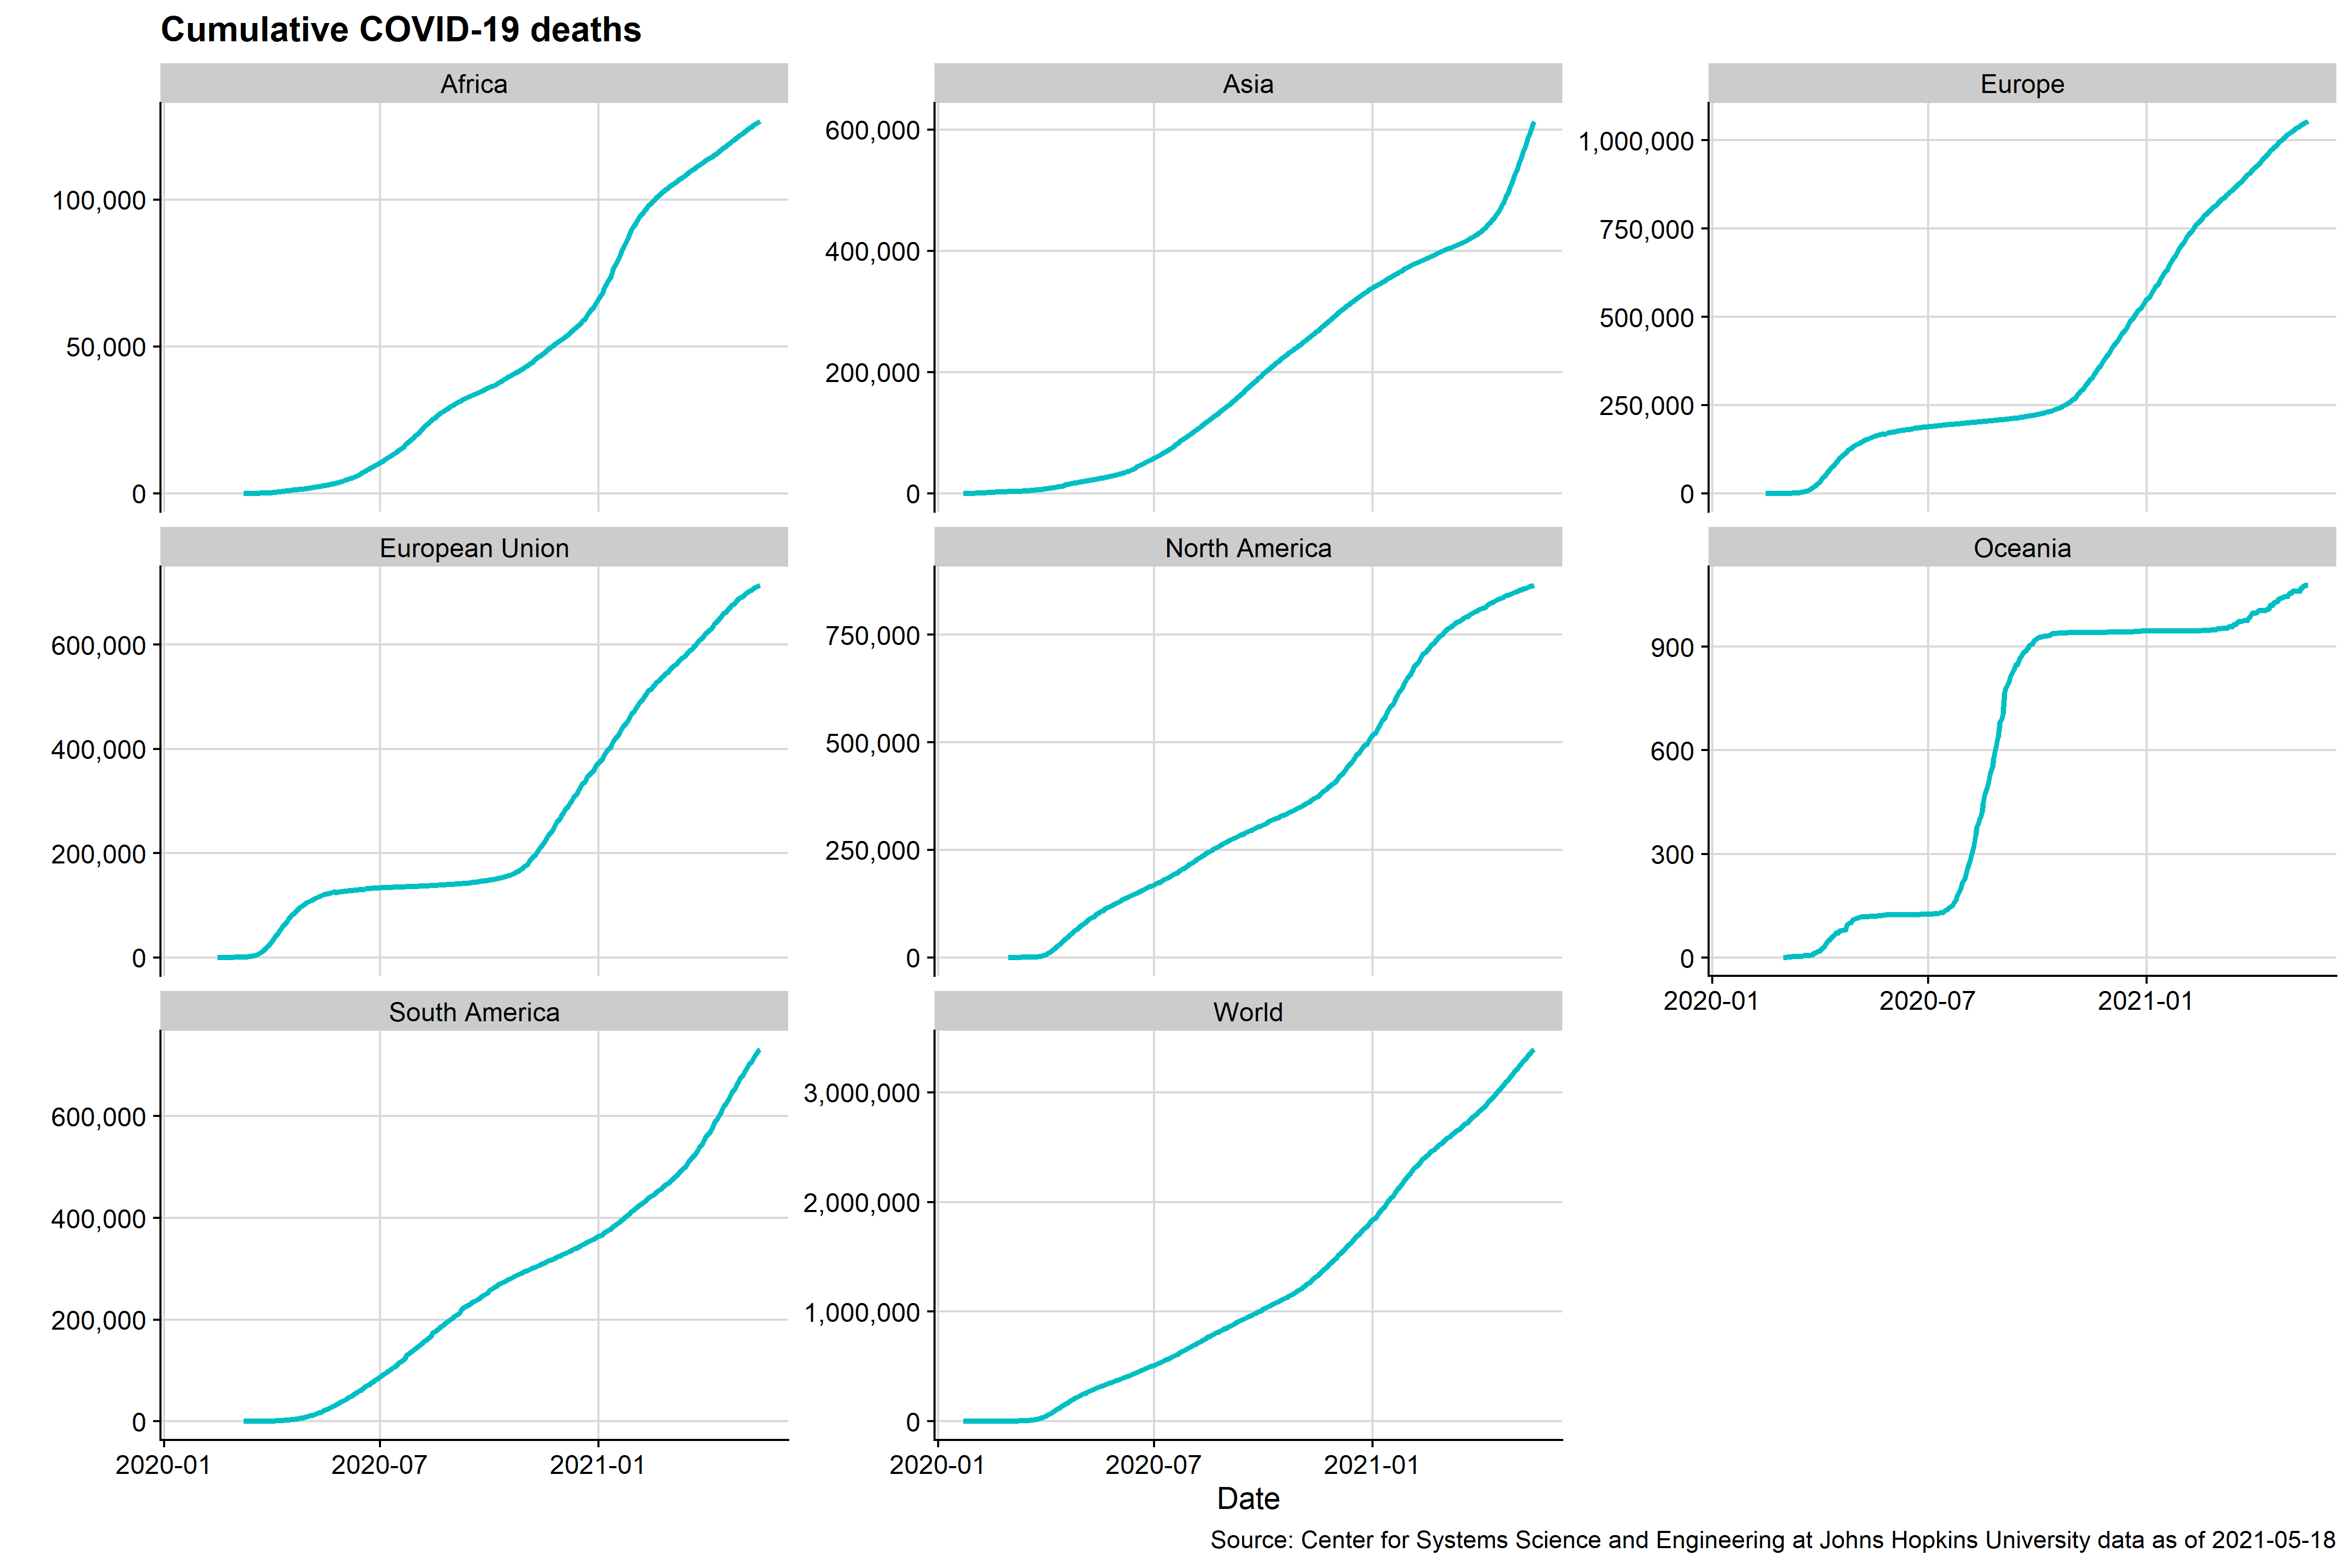 Cumulative COVID-19 deaths
Africa
Asia
Europe
100,000
50,000
0
600,000
400,000
200,000
0
1,000,000
750,000
500,000
250,000
0
European Union
North America
Oceania
600,000
400,000
200,000
0
750,000
500,000
250,000
0
900
600
300
0
2020-01 2020-07 2021-01
South America
World
600,000
400,000
200,000
0
3,000,000
2,000,000
1,000,000
0
2020-01 2020-07 2021-01
2020-01 2020-07 2021-01
Date
Source: Center for Systems Science and Engineering at Johns Hopkins University data as of 2021-05-18